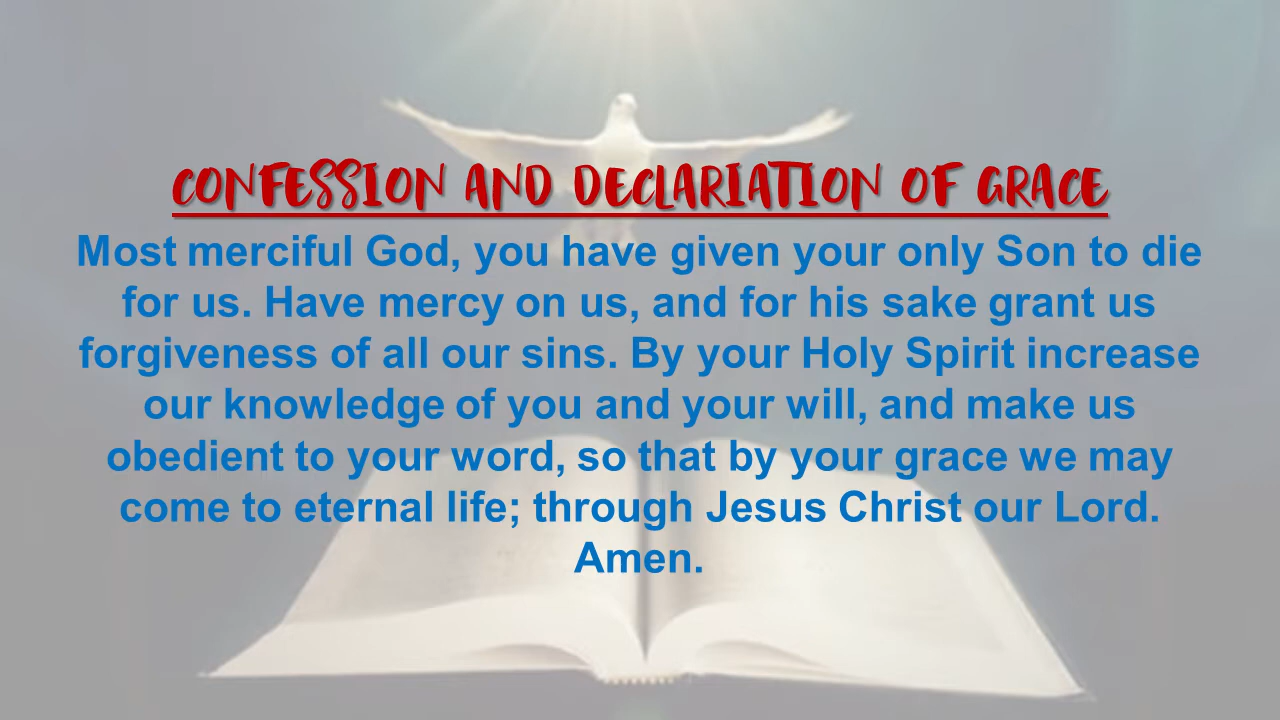 CONFESSION AND DECLARIATION OF GRACE
Most merciful God, you have given your only Son to die
for us. Have mercy on us, and for his sake grant us
forgiveness of all our sins. By your Holy Spirit increase
our knowledge of you and your will, and make us
obedient to your word, so that by your grace we may
come to eternal life; through Jesus Christ our Lord.
Amen.